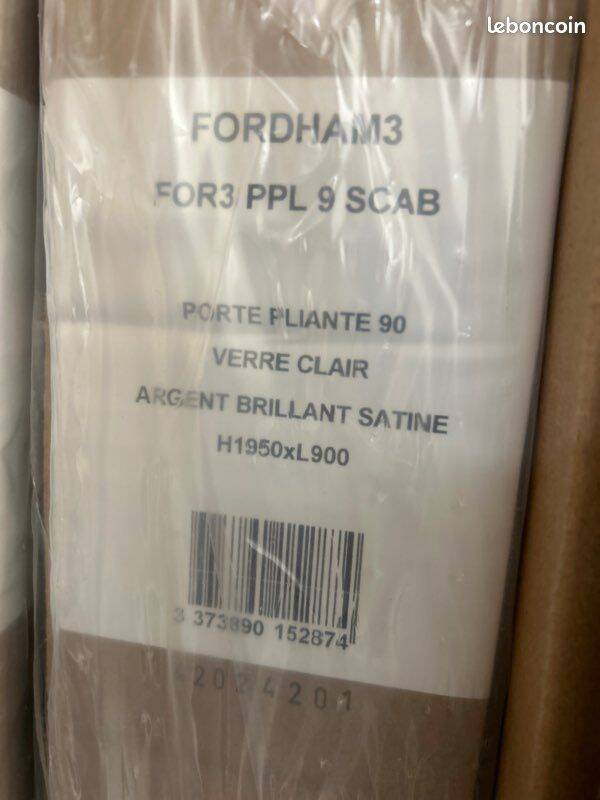 leboncoin
FORDHAM3
FOR3 PPL 9 SCAB
PORTE PLIANTE 90
VERRE CLAIR
ARGENT BRILLANT SATINE
H1950xL900
3 373890 152874
2024201